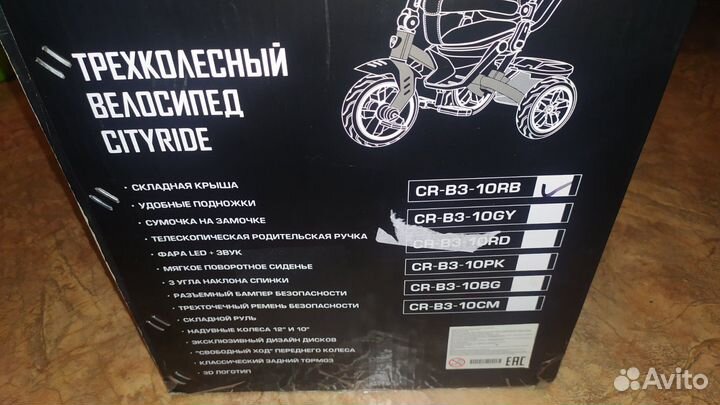 ТРЕХКОЛЕСНЫЙ
ВЕЛОСИПЕД
CITYRIDE
· СКЛАДНАЯ КРЫША
· УДОБНЫЕ ПОДНОЖКИ
· СУМОЧКА НА ЗАМОЧКЕ
· ТЕЛЕСКОПИЧЕСКАЯ РОДИТЕЛЬСКАЯ РУЧКА
· ФАРА LED + ЗВУК
· МЯГКОЕ ПОВОРОТНОЕ СИДЕНЬЕ
· 3 УГЛА НАКЛОНА СПИНКИ
· РАЗЪЕМНЫЙ БАМПЕР БЕЗОПАСНОСТИ
· ТРЕХТОЧЕЧНЫЙ РЕМЕНЬ БЕЗОПАСНОСТИ
· СКЛАДНОЙ РУЛЬ
· НАДУВНЫЕ КОЛЕСА 12" И 10"
· ЭКСКЛЮЗИВНЫЙ ДИЗАЙН ДИСКОВ
· "СВОБОДНЫЙ ХОД" ПЕРЕДНЕГО КОЛЕСА
· КЛАССИЧЕСКИЙ ЗАДНИЙ ТОРМОЗ
· 3D ЛОГОТИП
CR-B3-10RB
CR-B3-10GY
CR-B3-10RD
CR-B3-10PK
CR-B3-10BG
CR-B3-10CM
EAC
Avito